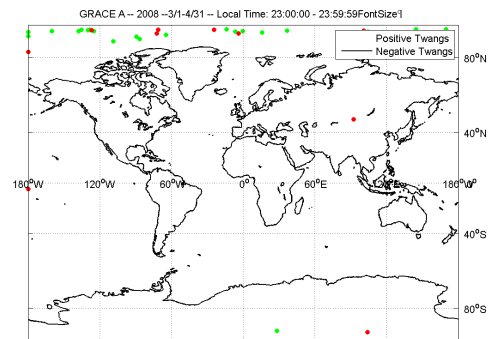 GRACE A -- 2008 --3/1-4/31 -- Local Time: 23:00:00 - 23:59:59FontSize'
Positive Twangs
Negative Twangs
80°N
40°N
180°W 120°W 60°W 0° 60°E 120°E 180°W
40°S
80°S